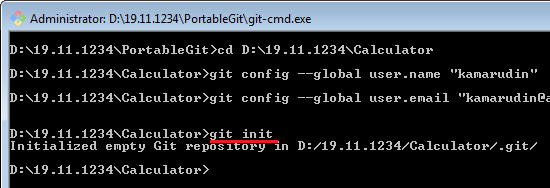 Administrator: D:\19.11.1234\PortableGit\git-cmd.exe
D:\19.11.1234\PortableGit>cd D:\19.11.1234\Calculator
D:\19.11.1234\Calculator>git config --global user.name "kamarudin"
D:\19.11.1234\Calculator>git config --global user.email "kamarudin@a
D:\19.11.1234\Calculator>git init
Initialized empty Git repository in D:/19.11.1234/Calculator/.git/
D:\19.11.1234\Calculator>